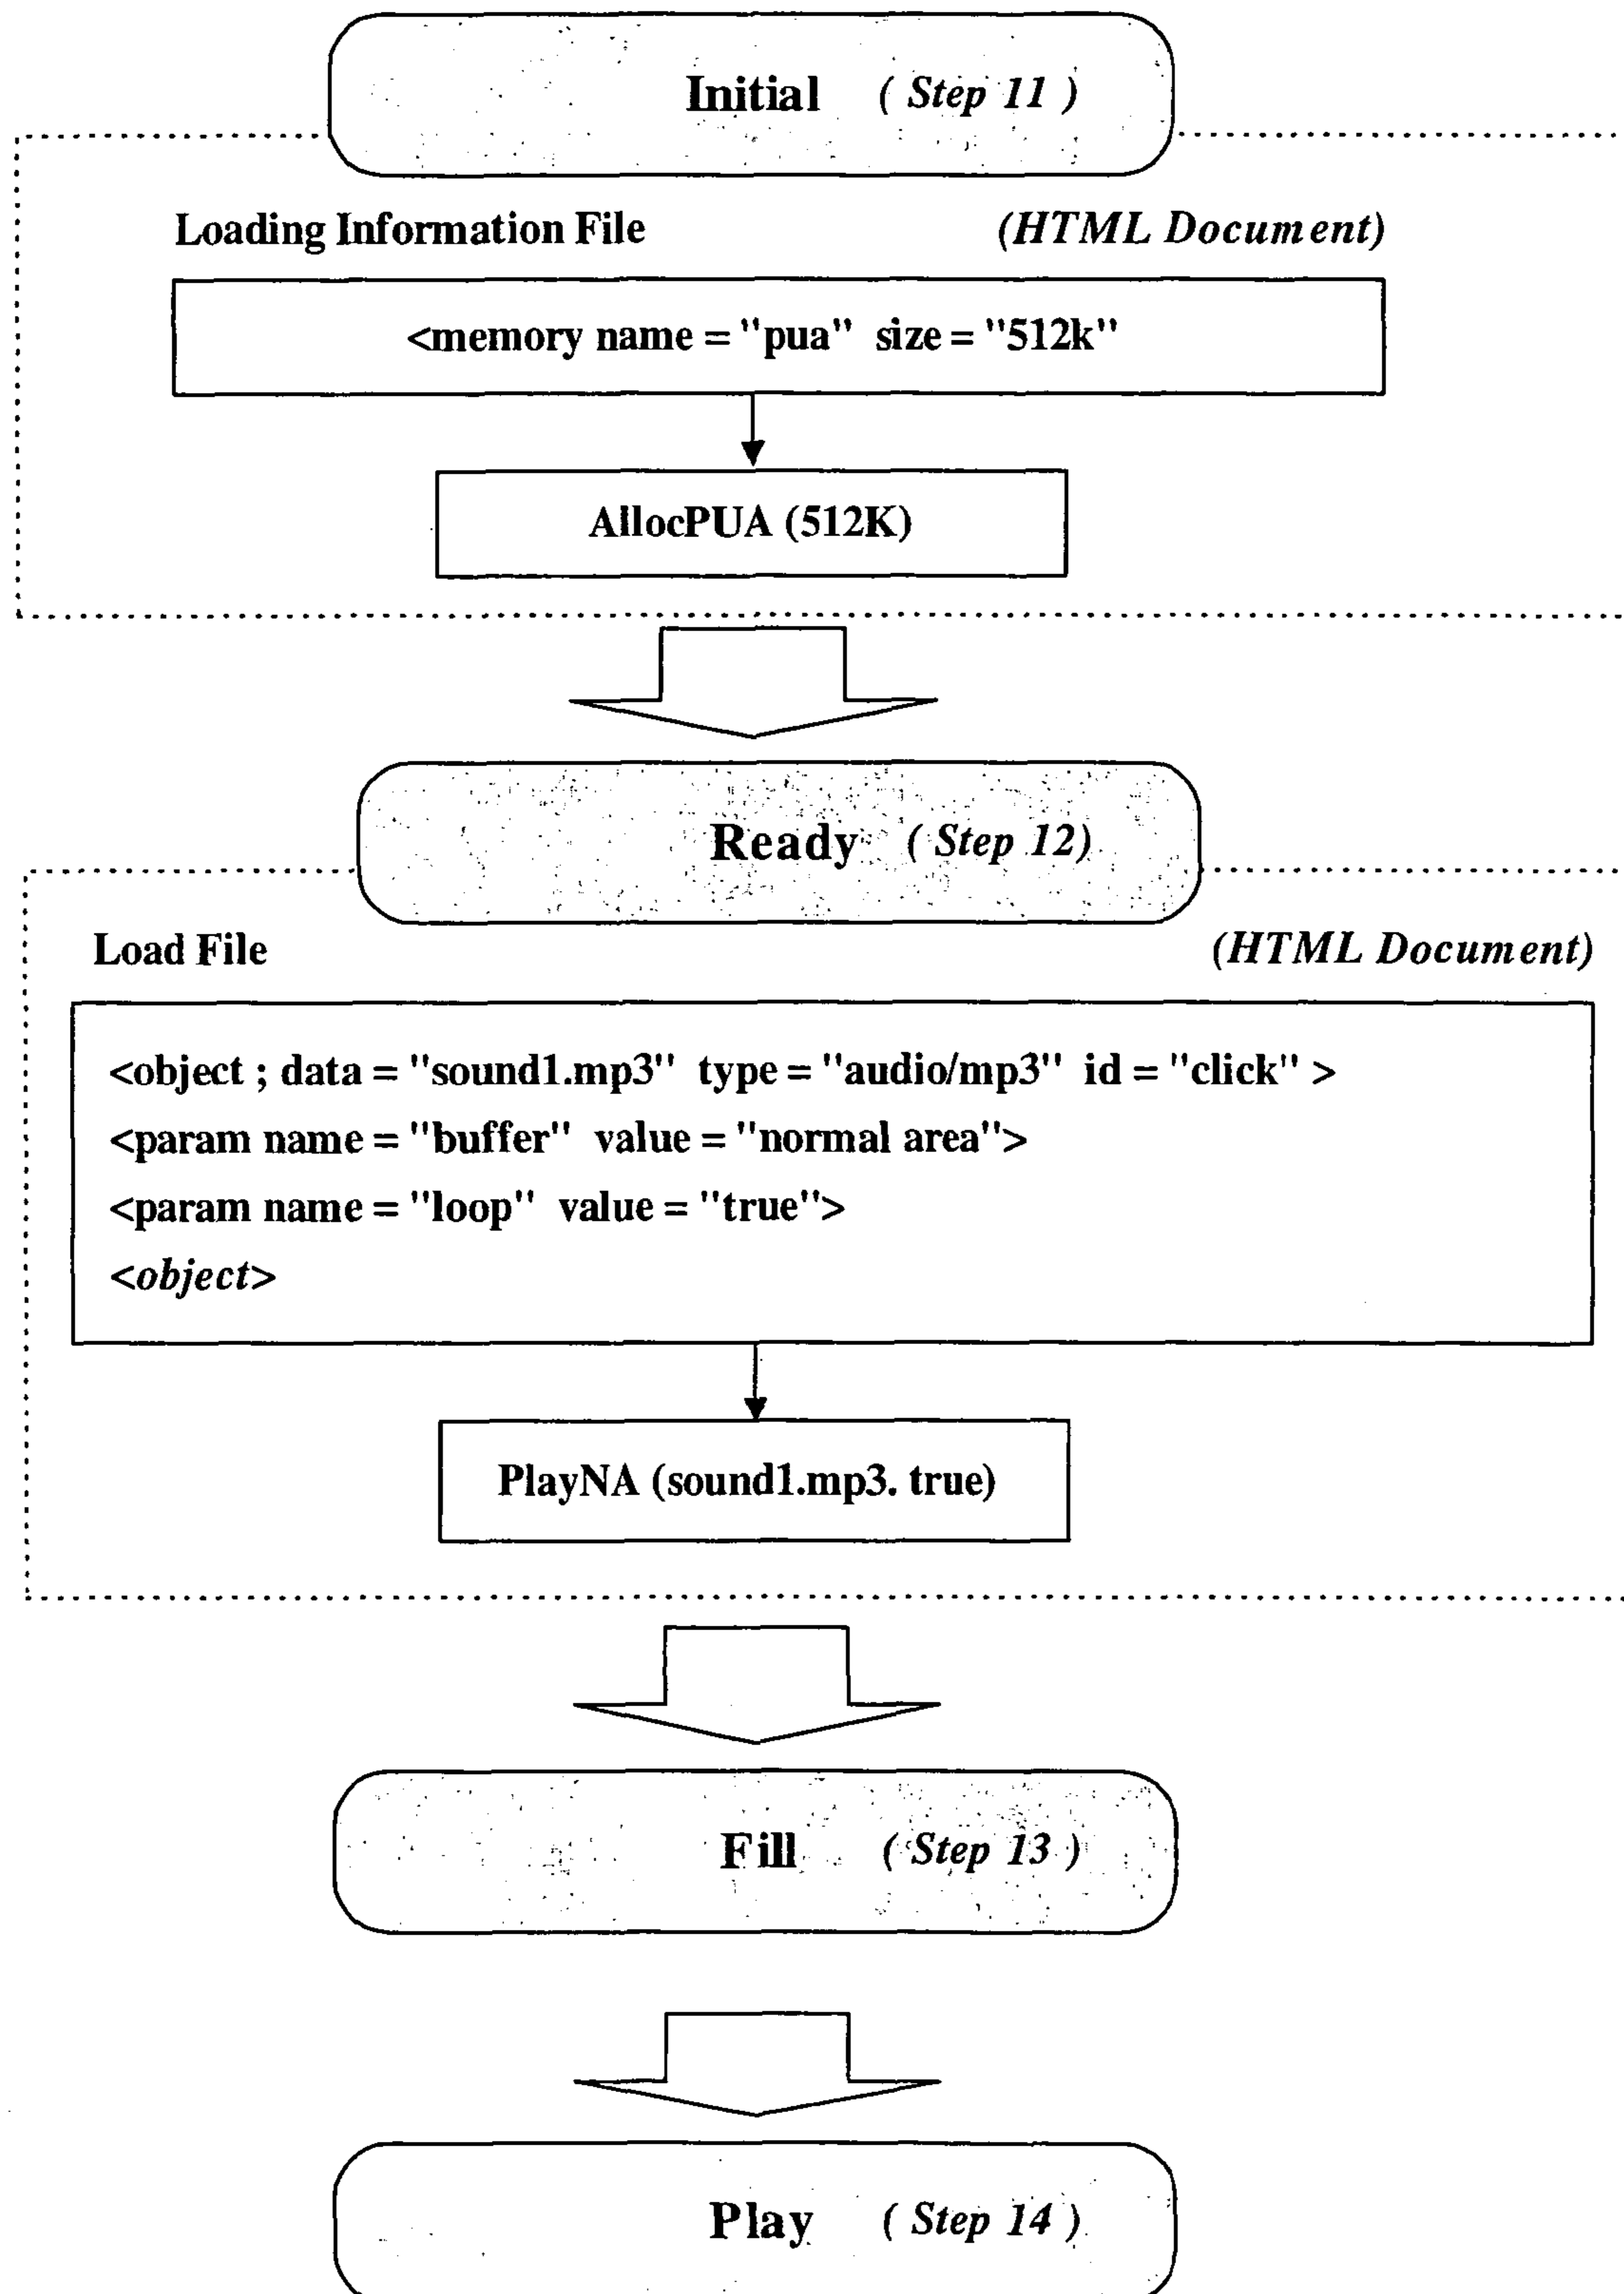 Initial ( Step 11 )
Loading Information File (HTML Document)
<memory name = "pua" size = "512k"
AllocPUA (512K)
Ready ( Step 12)
Load File (HTML Document)
<object ; data = "sound1.mp3" type = "audio/mp3" id = "click" >
<param name = "buffer" value = "normal area">
<param name = "loop" value = "true">
<object>
PlayNA (sound1.mp3. true)
Fill ( Step 13 )
Play ( Step 14 )